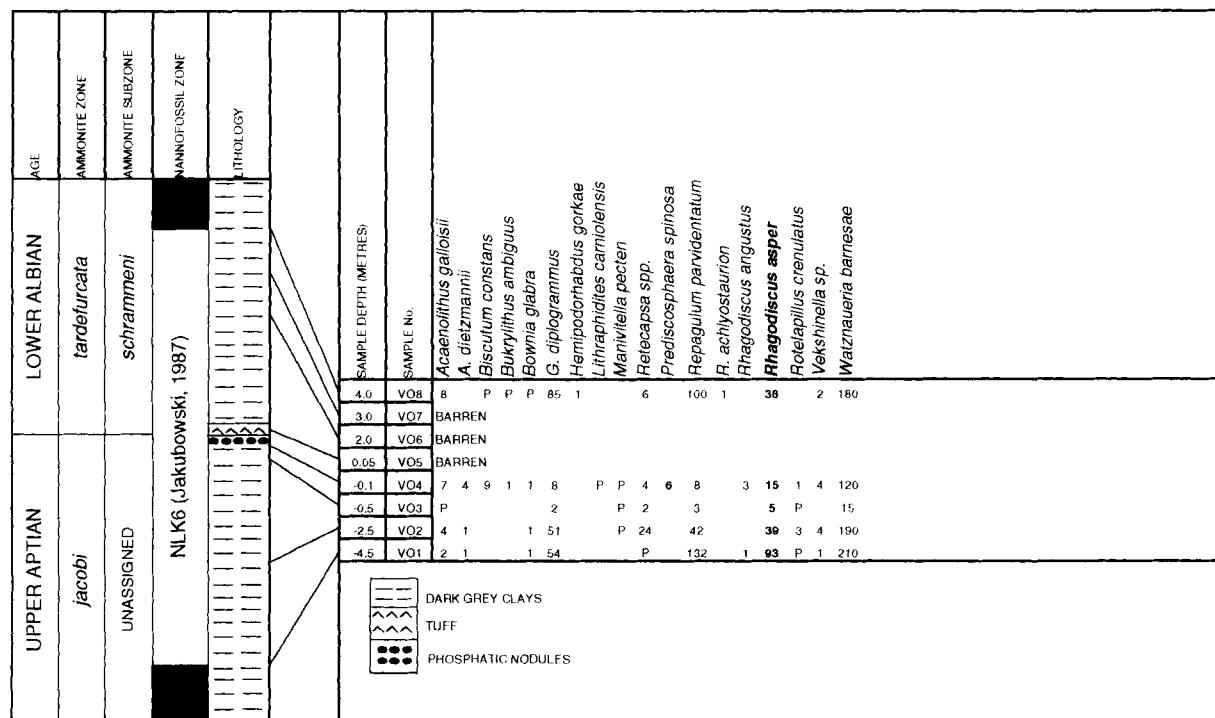 AGE
AMMONITE ZONE
AMMONITE SUBZONE
NANNOFOSSIL ZONE
LITHOLOGY
LOWER ALBIAN
tardefurcata
schrammeni
UPPER APTIAN
jacobi
UNASSIGNED
NLK6 (Jakubowski, 1987)
SAMPLE DEPTH (METRES)
SAMPLE No.
Acaenolithus galloisii
A. dietzmannii
Biscutum constans
Bukrylithus ambiguus
Bownia glabra
G. diplogrammus
Hemipodorhabdus gorkae
Lithraphidites carniolensis
Manivitella pecten
Retecapsa spp.
Prediscosphaera spinosa
Repagulum parvidentatum
R. achlyostaurion
Rhagodiscus angustus
Rhagodiscus asper
Rotelapillus crenulatus
Vekshinella sp.
Watznaueria barnesae
4.0 VO8 8 P P P 85 1 6 100 1 38 2 180
3.0 VO7 BARREN
2.0 VO6 BARREN
0.05 VO5 BARREN
-0.1 VO4 7 4 9 1 1 8 P P 4 6 8 3 15 1 4 120
-0.5 VO3 P 2 P 2 3 5 P 15
-2.5 VO2 4 1 1 51 P 24 42 39 3 4 190
-4.5 VO1 2 1 1 54 P 132 1 93 P 1 210
DARK GREY CLAYS
TUFF
PHOSPHATIC NODULES